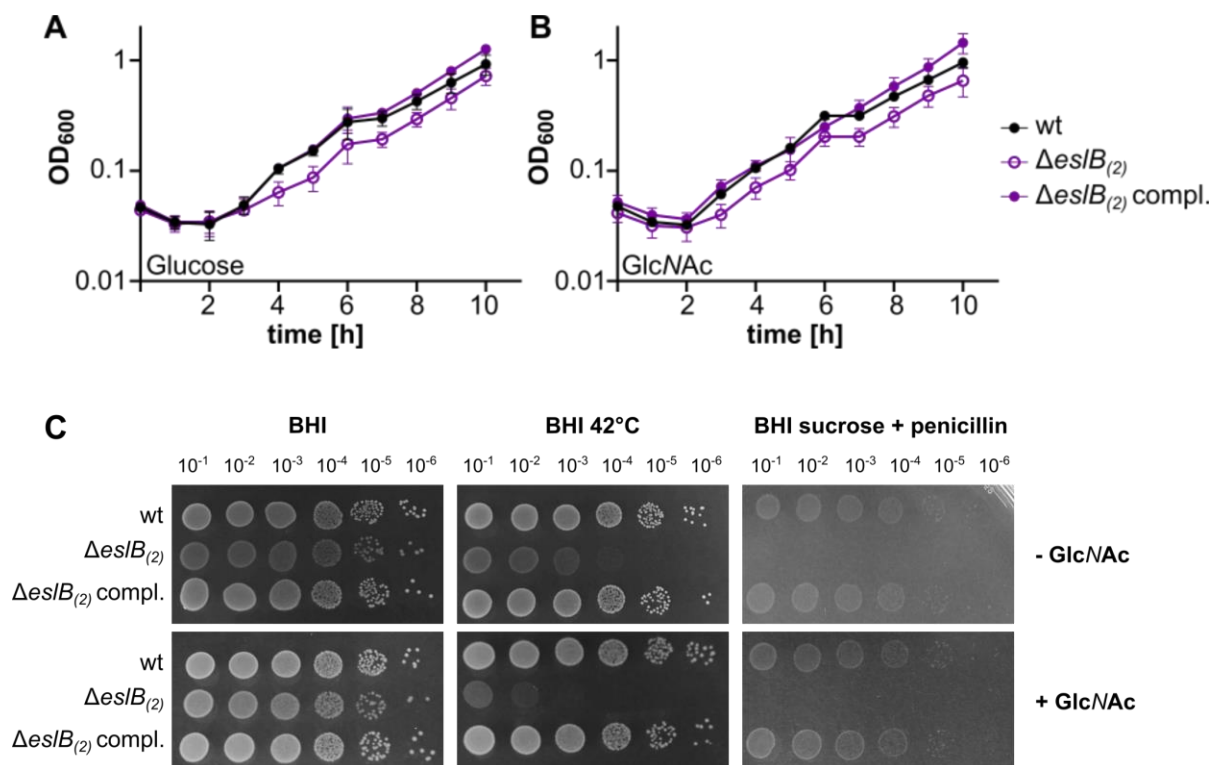 A
B
1
0.1
0.01
OD600
Glucose
2 4 6 8 10
time [h]
1
0.1
0.01
OD600
GlcNAc
2 4 6 8 10
time [h]
wt
ΔeslB(2)
ΔeslB(2) compl.
C
BHI
BHI 42°C
BHI sucrose + penicillin
10-1 10-2 10-3 10-4 10-5 10-6
10-1 10-2 10-3 10-4 10-5 10-6
10-1 10-2 10-3 10-4 10-5 10-6
wt
ΔeslB(2)
ΔeslB(2) compl.
- GlcNAc
wt
ΔeslB(2)
ΔeslB(2) compl.
+ GlcNAc